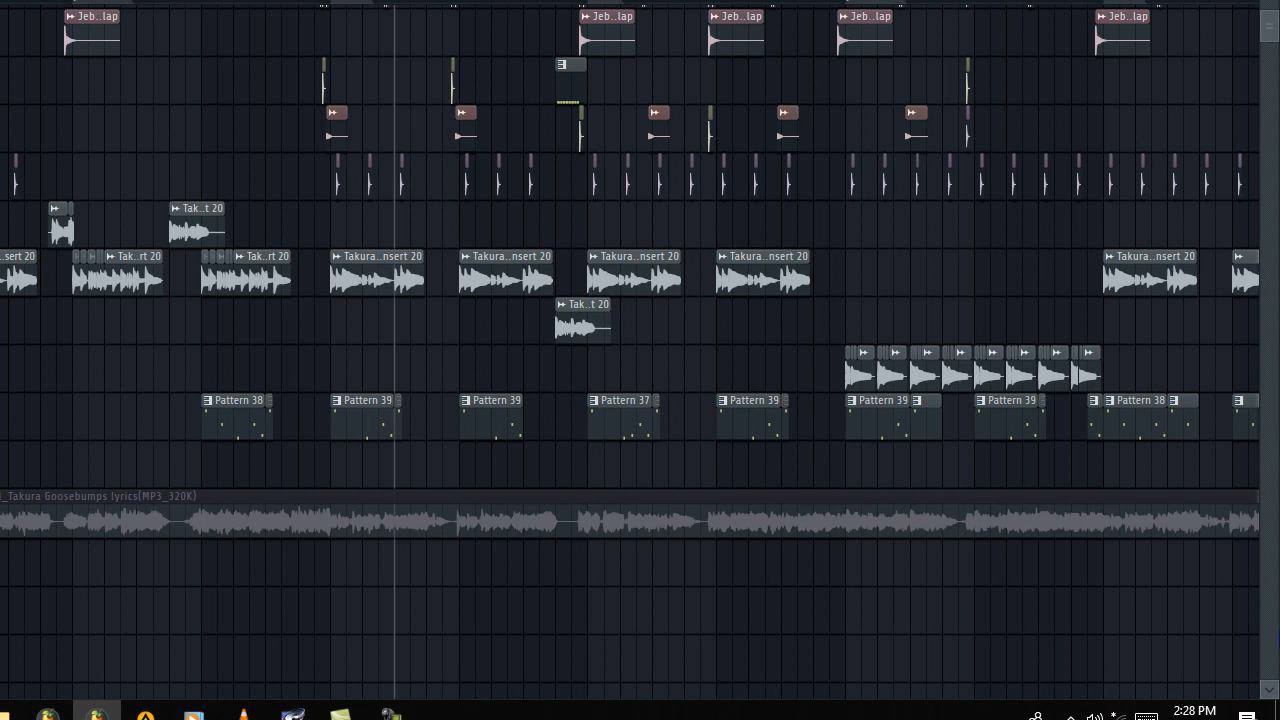 Jeb..lap Jeb..lap Jeb..lap Jeb..lap Jeb..lap
Tak..t 20
..sert 20 Tak..rt 20 Tak..rt 20 Takura..nsert 20 Takura..nsert 20 Takura..nsert 20 Takura..nsert 20 Takura..nsert 20
Tak..t 20
Pattern 38 Pattern 39 Pattern 39 Pattern 37 Pattern 39 Pattern 39 Pattern 39 Pattern 38
_Takura Goosebumps lyrics(MP3_320K)
2:28 PM